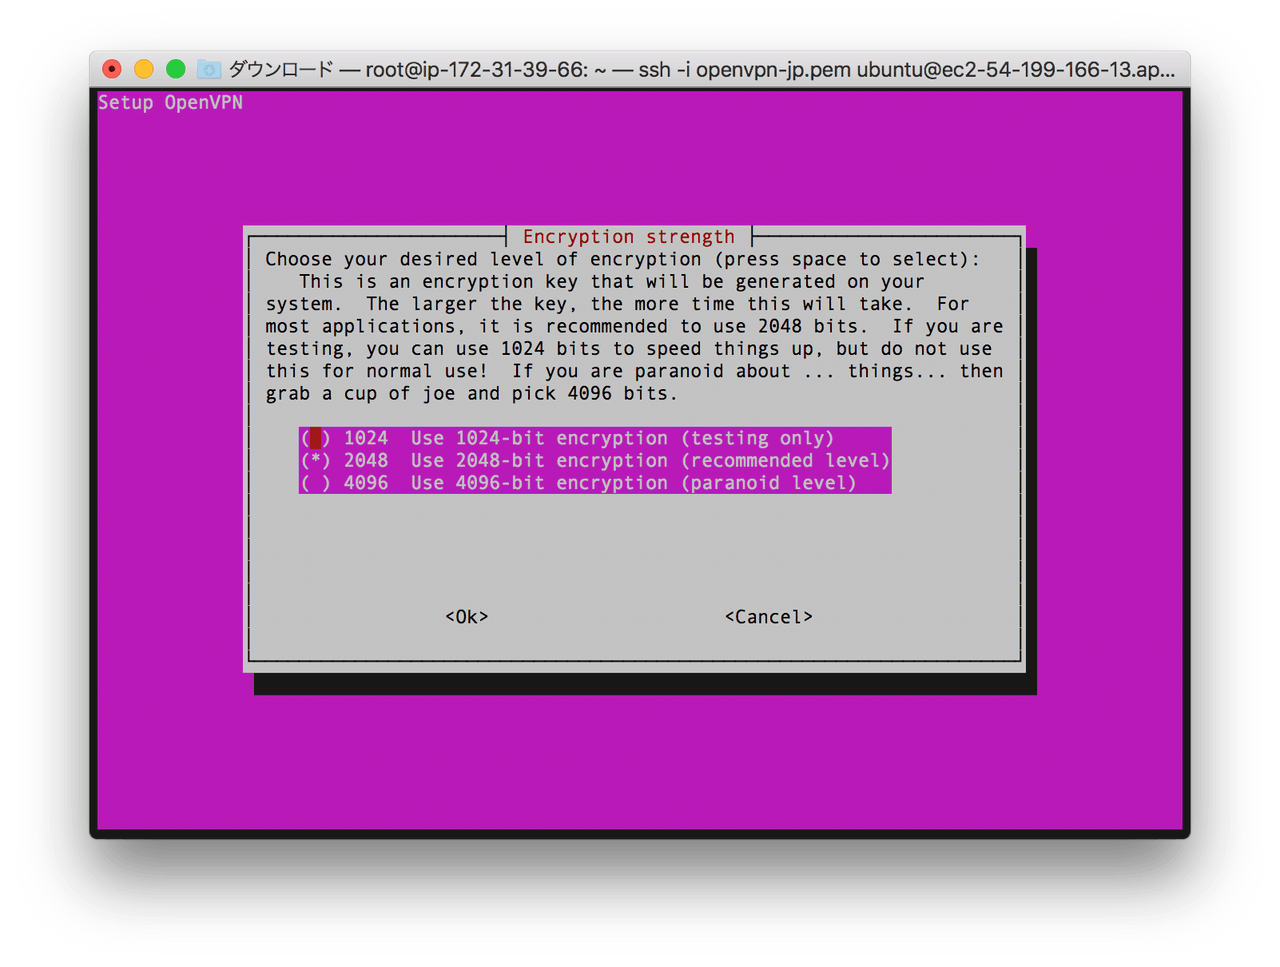 ダウンロード — root@ip-172-31-39-66: ~ — ssh -i openvpn-jp.pem ubuntu@ec2-54-199-166-13.ap...
Setup OpenVPN
Encryption strength
Choose your desired level of encryption (press space to select):
This is an encryption key that will be generated on your
system.  The larger the key, the more time this will take.  For
most applications, it is recommended to use 2048 bits.  If you are
testing, you can use 1024 bits to speed things up, but do not use
this for normal use!  If you are paranoid about ... things... then
grab a cup of joe and pick 4096 bits.
( ) 1024  Use 1024-bit encryption (testing only)
(*) 2048  Use 2048-bit encryption (recommended level)
( ) 4096  Use 4096-bit encryption (paranoid level)
<Ok> <Cancel>